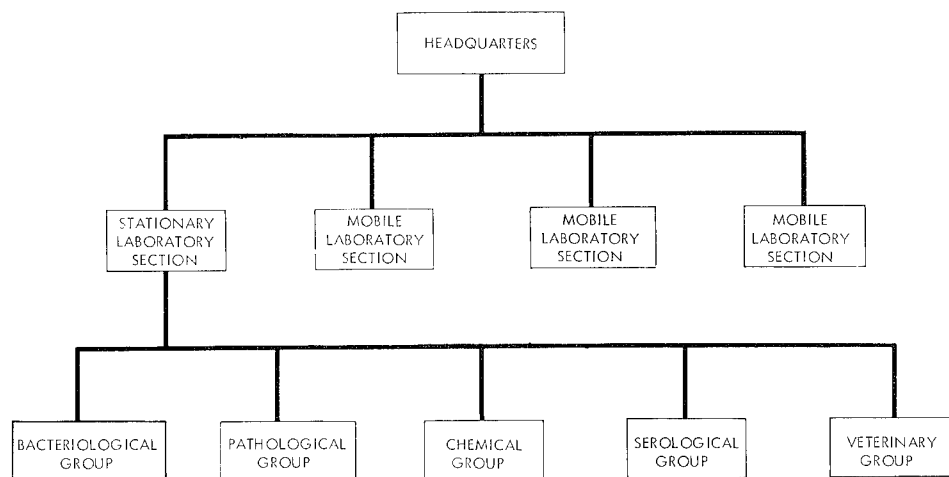 HEADQUARTERS
STATIONARY
LABORATORY
SECTION
MOBILE
LABORATORY
SECTION
MOBILE
LABORATORY
SECTION
MOBILE
LABORATORY
SECTION
BACTERIOLOGICAL
GROUP
PATHOLOGICAL
GROUP
CHEMICAL
GROUP
SEROLOGICAL
GROUP
VETERINARY
GROUP